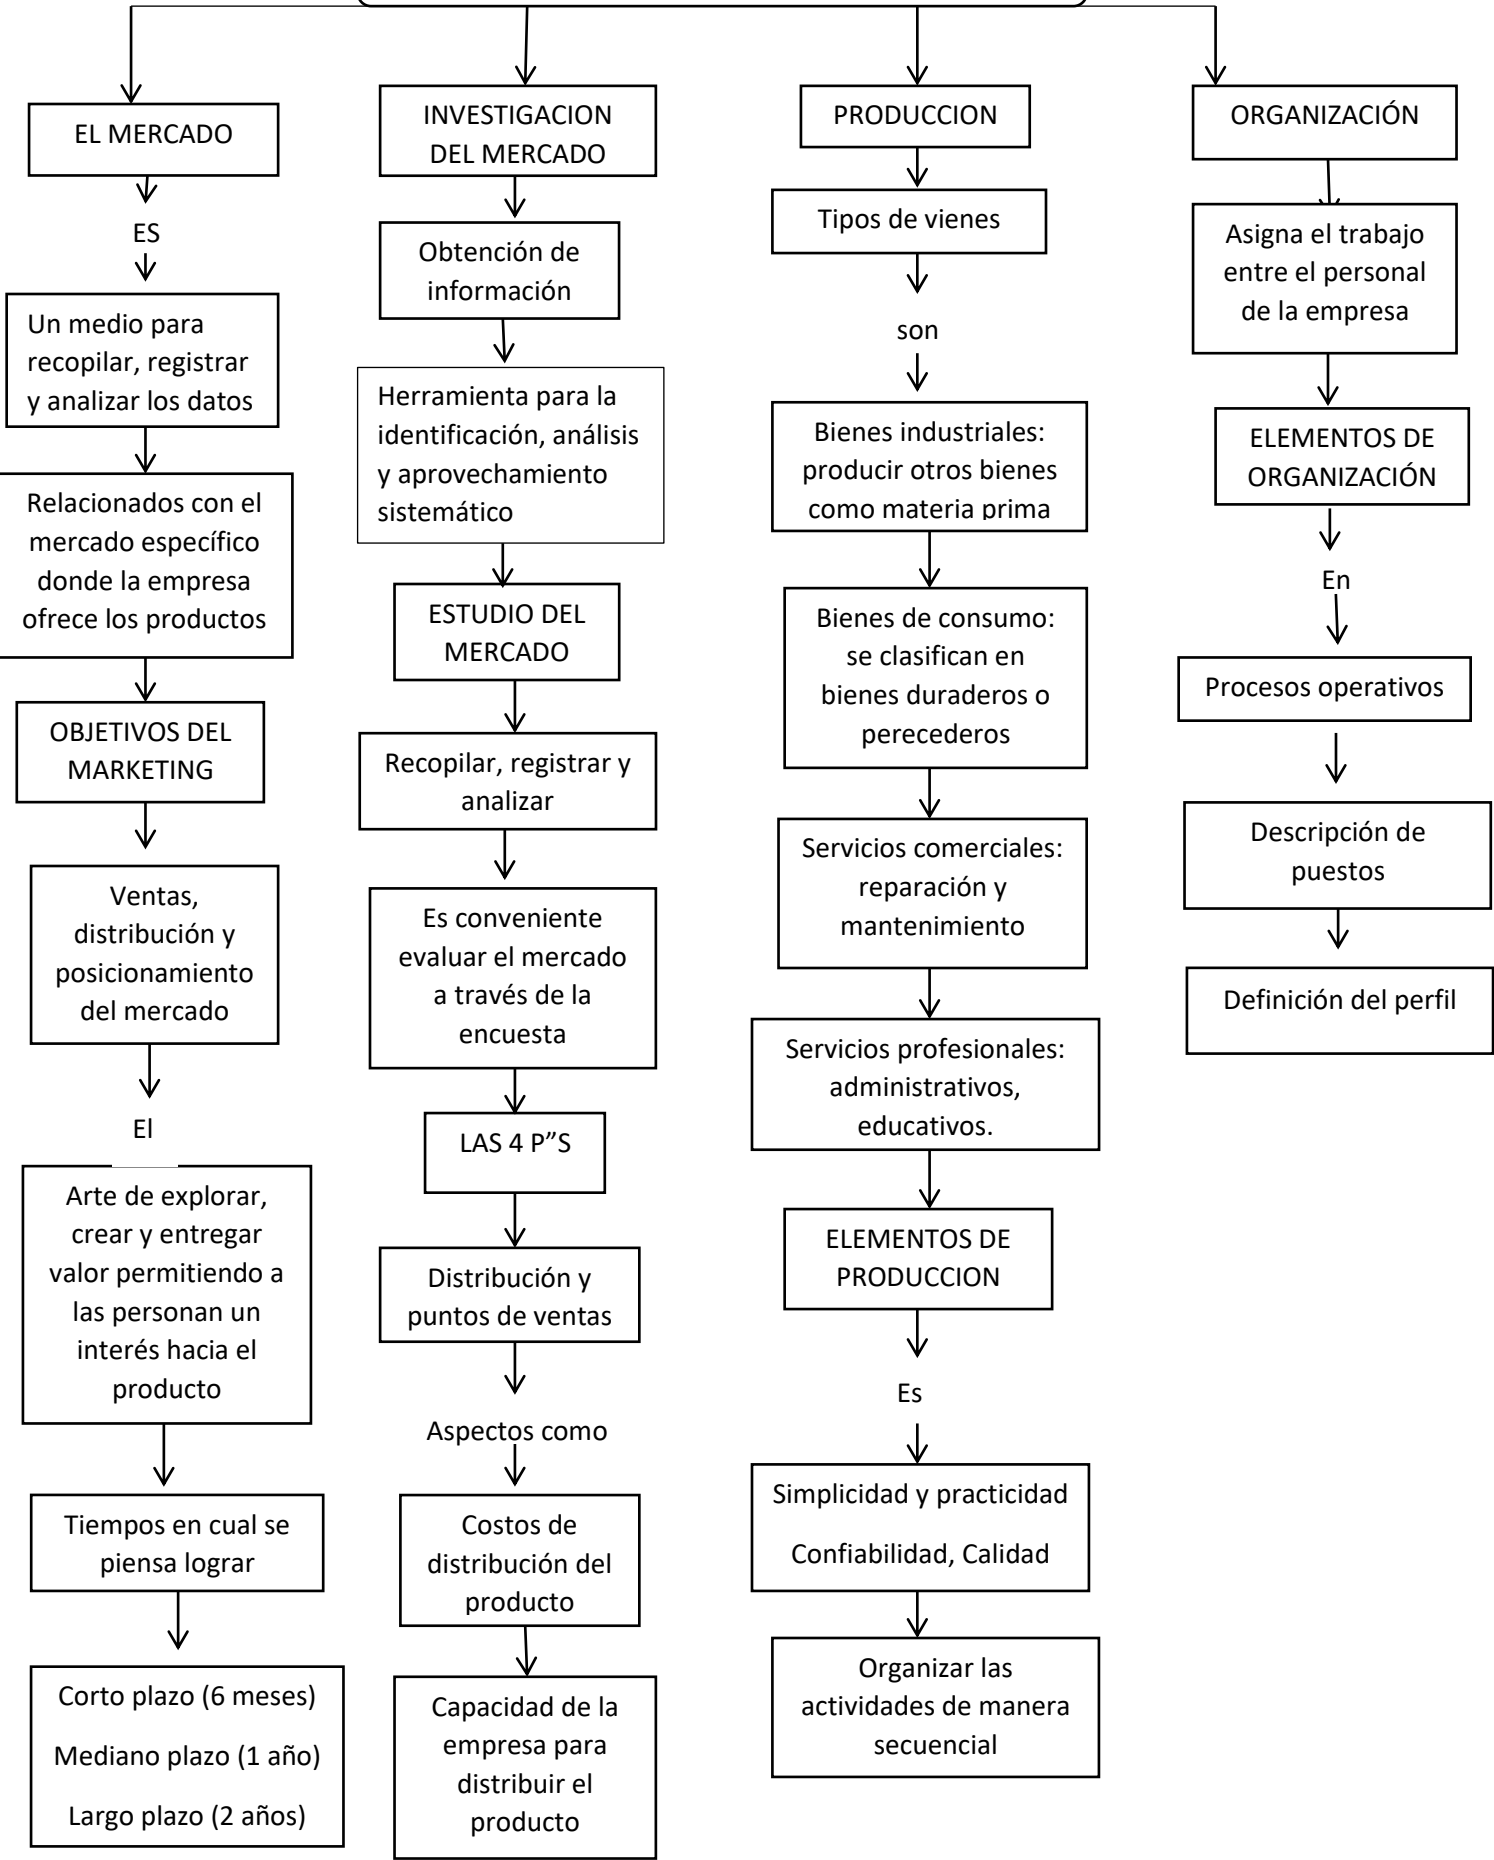 EL MERCADO
ES
Un medio para
recopilar, registrar
y analizar los datos
Relacionados con el
mercado específico
donde la empresa
ofrece los productos
OBJETIVOS DEL
MARKETING
Ventas,
distribución y
posicionamiento
del mercado
El
Arte de explorar,
crear y entregar
valor permitiendo a
las personan un
interés hacia el
producto
Tiempos en cual se
piensa lograr
Corto plazo (6 meses)
Mediano plazo (1 año)
Largo plazo (2 años)
INVESTIGACION
DEL MERCADO
Obtención de
información
Herramienta para la
identificación, análisis
y aprovechamiento
sistemático
ESTUDIO DEL
MERCADO
Recopilar, registrar y
analizar
Es conveniente
evaluar el mercado
a través de la
encuesta
LAS 4 P”S
Distribución y
puntos de ventas
Aspectos como
Costos de
distribución del
producto
Capacidad de la
empresa para
distribuir el
producto
PRODUCCION
Tipos de vienes
son
Bienes industriales:
producir otros bienes
como materia prima
Bienes de consumo:
se clasifican en
bienes duraderos o
perecederos
Servicios comerciales:
reparación y
mantenimiento
Servicios profesionales:
administrativos,
educativos.
ELEMENTOS DE
PRODUCCION
Es
Simplicidad y practicidad
Confiabilidad, Calidad
Organizar las
actividades de manera
secuencial
ORGANIZACIÓN
Asigna el trabajo
entre el personal
de la empresa
ELEMENTOS DE
ORGANIZACIÓN
En
Procesos operativos
Descripción de
puestos
Definición del perfil